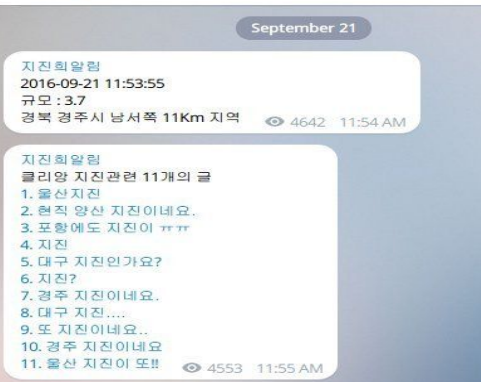 September 21
지진희알림
2016-09-21 11:53:55
규모 : 3.7
경북 경주시 남서쪽 11Km 지역 4642 11:54 AM
지진희알림
클리앙 지진관련 11개의 글
1. 울산지진
2. 현직 양산 지진이네요.
3. 포항에도 지진이 ㅠㅠ
4. 지진
5. 대구 지진인가요?
6. 지진?
7. 경주 지진이네요.
8. 대구 지진....
9. 또 지진이네요..
10. 경주 지진이네요
11. 울산 지진이 또!! 4553 11:55 AM